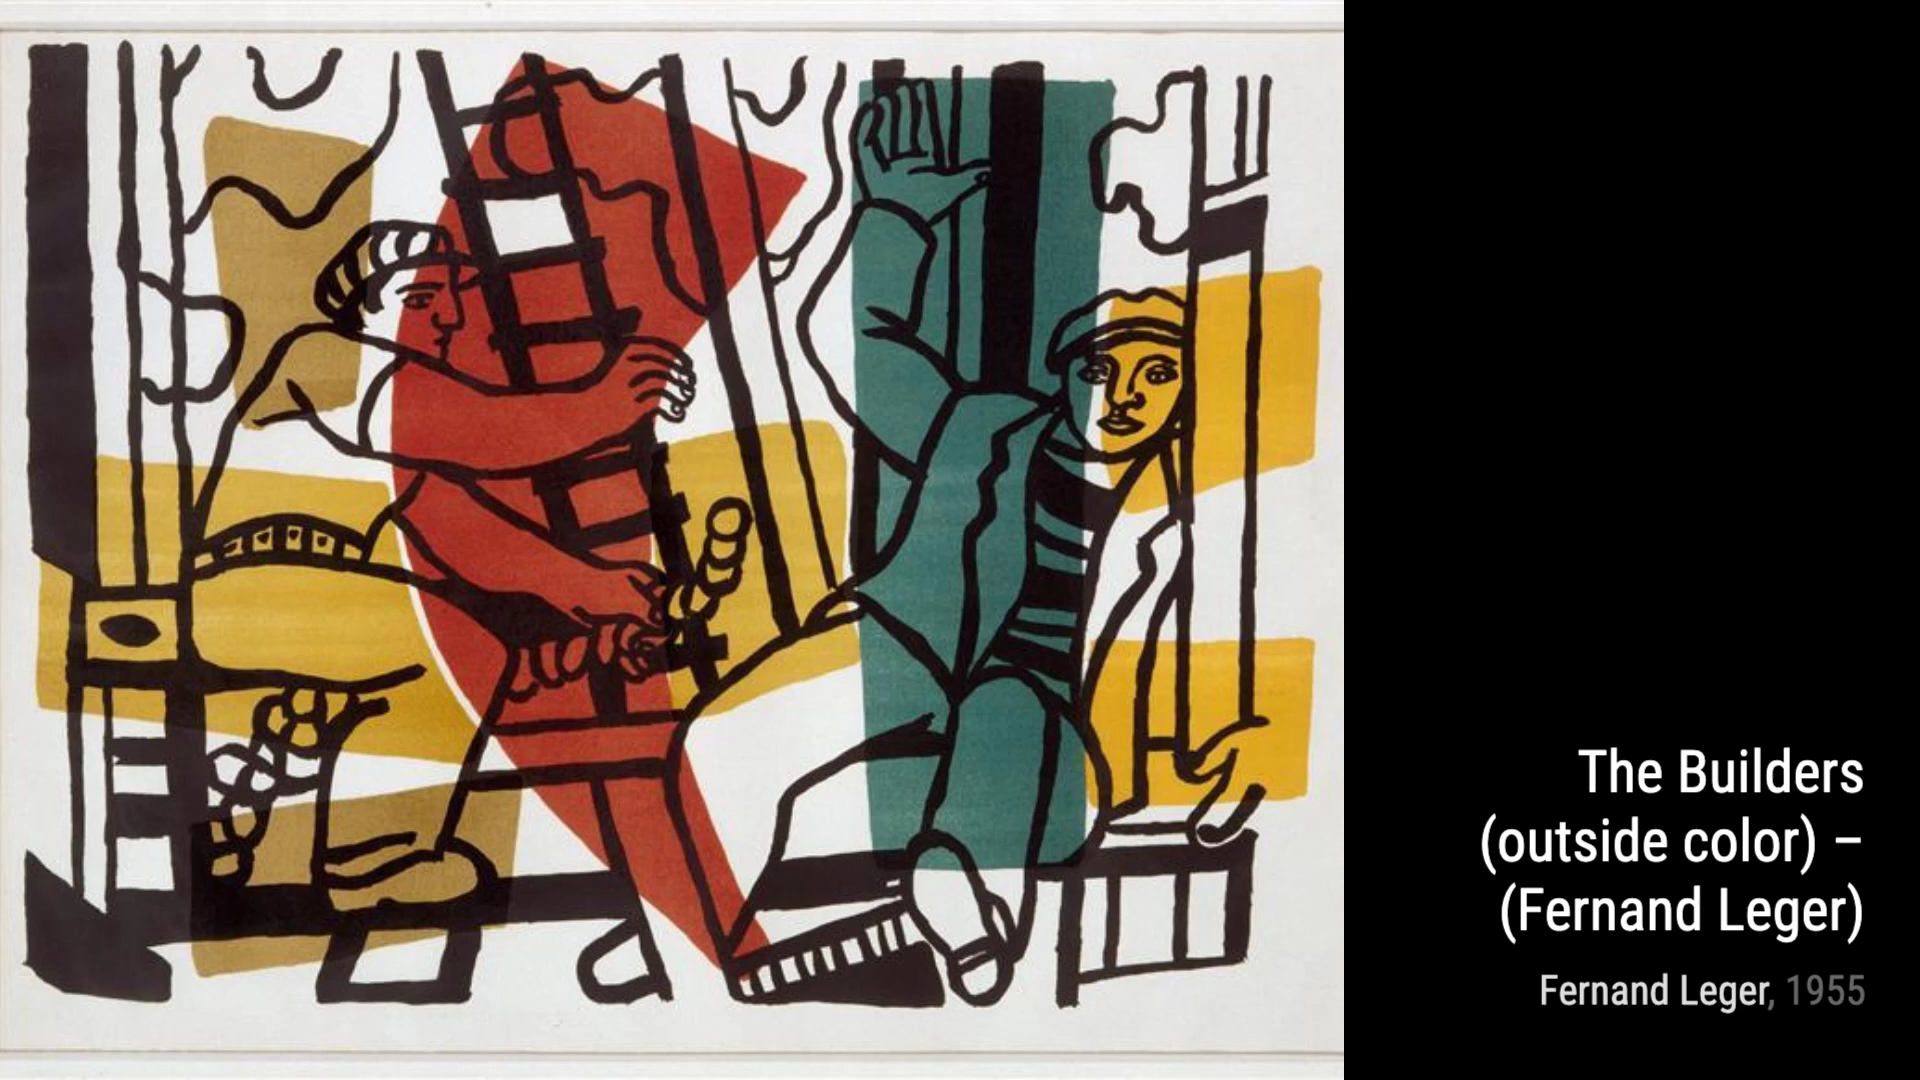 The Builders
(outside color) –
(Fernand Leger)
Fernand Leger, 1955